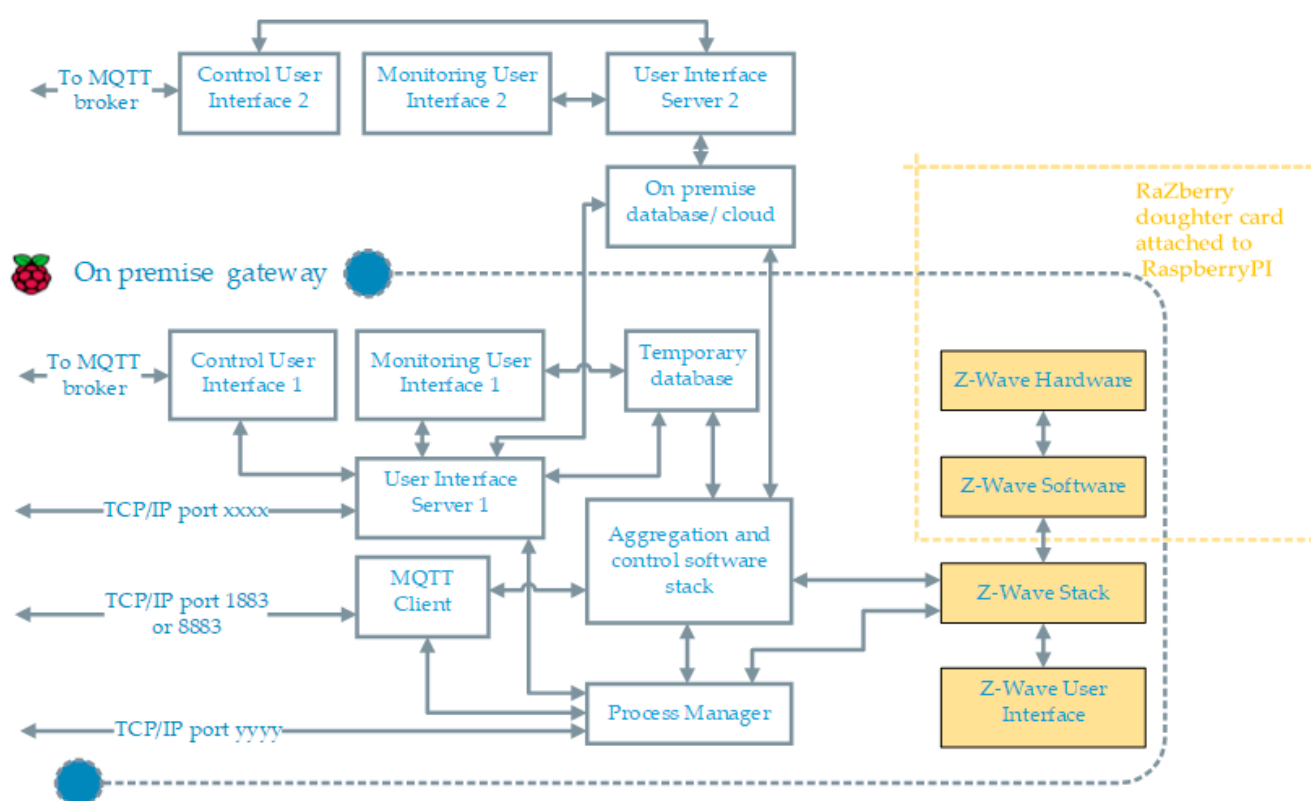 To MQTT
broker
Control User
Interface 2
Monitoring User
Interface 2
User Interface
Server 2
On premise
database/ cloud
RaZberry
doughter card
attached to
RaspberryPI
On premise gateway
To MQTT
broker
Control User
Interface 1
Monitoring User
Interface 1
Temporary
database
Z-Wave Hardware
User Interface
Server 1
Z-Wave Software
TCP/IP port xxxx
Aggregation and
control software
stack
MQTT
Client
Z-Wave Stack
TCP/IP port 1883
or 8883
Z-Wave User
Interface
Process Manager
TCP/IP port yyyy